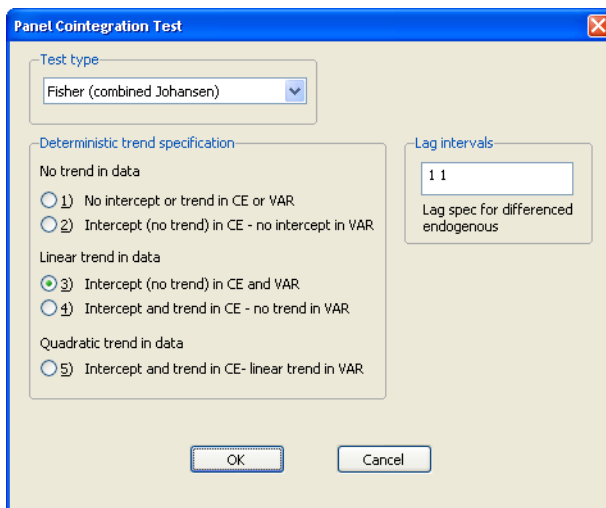 Panel Cointegration Test
Test type
Fisher (combined Johansen)
Deterministic trend specification
No trend in data
1) No intercept or trend in CE or VAR
2) Intercept (no trend) in CE - no intercept in VAR
Linear trend in data
3) Intercept (no trend) in CE and VAR
4) Intercept and trend in CE - no trend in VAR
Quadratic trend in data
5) Intercept and trend in CE- linear trend in VAR
Lag intervals
1 1
Lag spec for differenced
endogenous
OK
Cancel